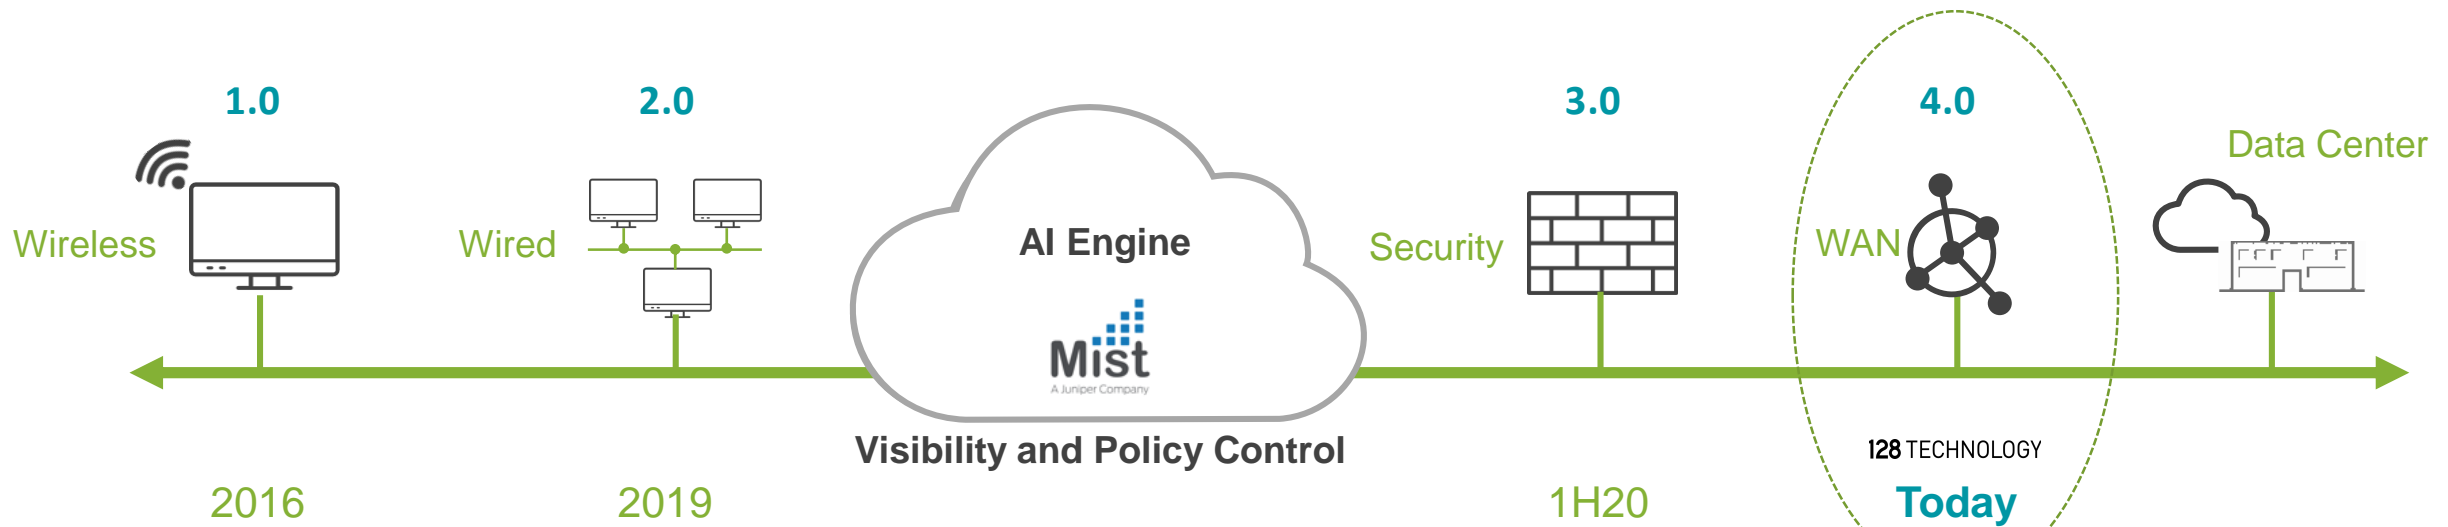 1.0
2.0
3.0
4.0
Data Center
Wireless
Wired
AI Engine
Security
WAN
Mist
A Juniper Company
Visibility and Policy Control
128 TECHNOLOGY
2016
2019
1H20
Today